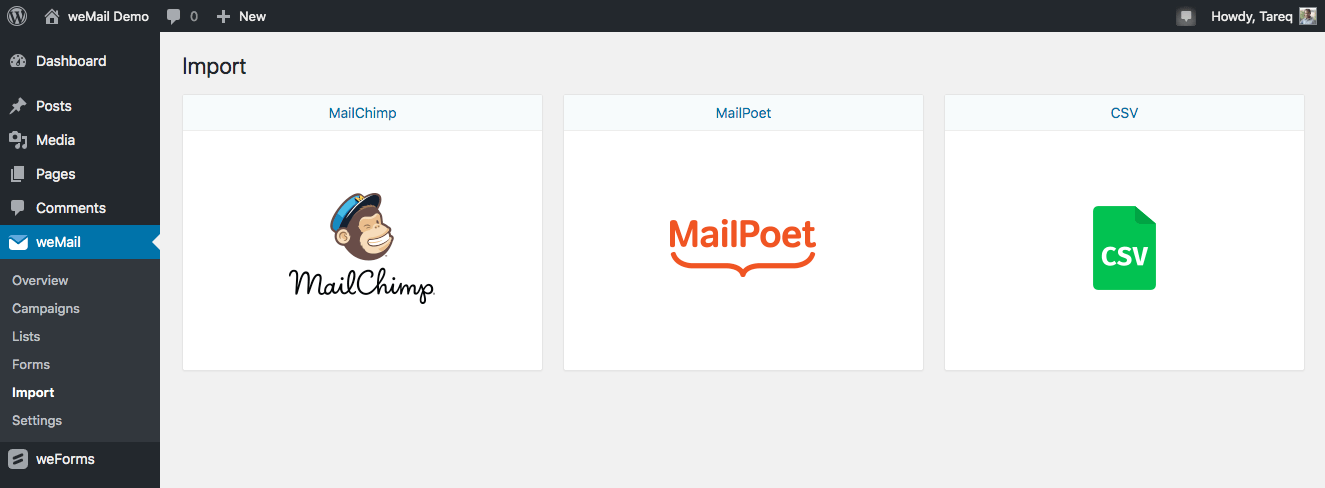 weMail Demo 0 New Howdy, Tareq
Dashboard
Posts
Media
Pages
Comments
weMail
Overview
Campaigns
Lists
Forms
Import
Settings
weForms
Import
MailChimp MailPoet CSV
MailChimp
MailPoet
CSV